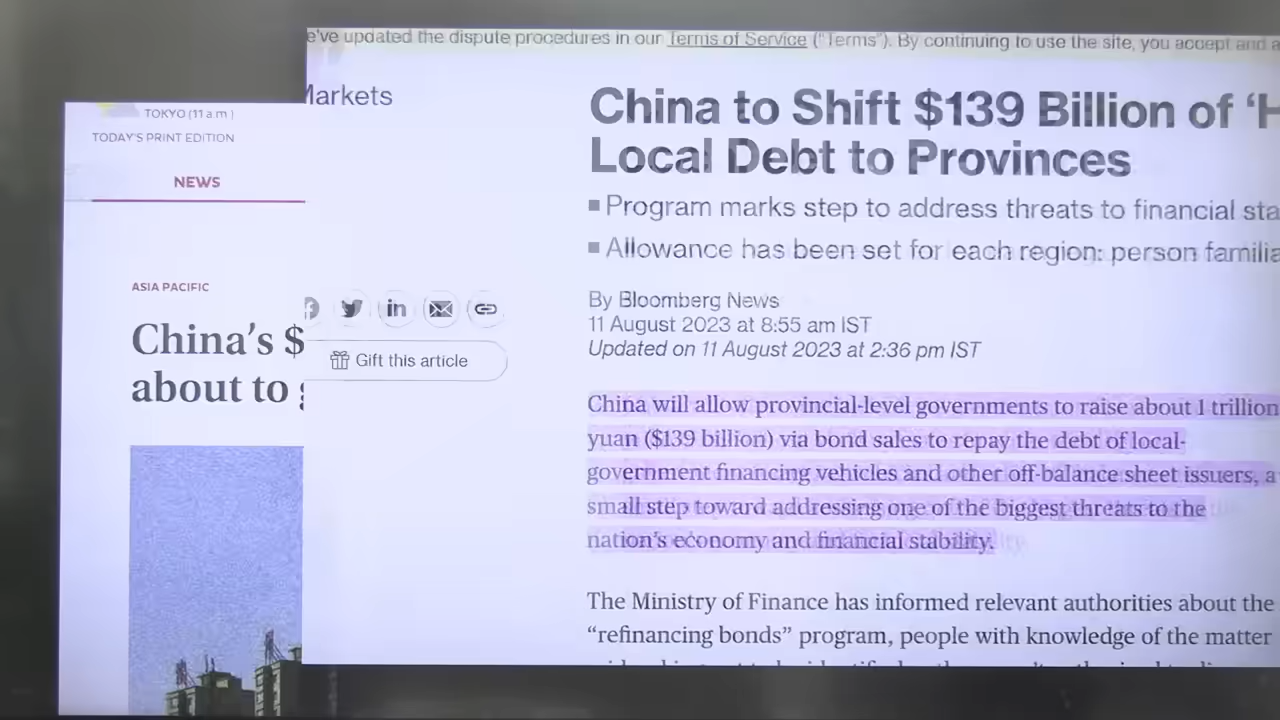 TOKYO (11 a m )
TODAY'S PRINT EDITION
NEWS
ASIA PACIFIC
China's $
about to
e've updated the dispute procedures in our Terms of Service ("Terms"). By continuing to use the site, you accept and a
Markets
Gift this article
China to Shift $139 Billion of 'H
Local Debt to Provinces
Program marks step to address threats to financial sta
Allowance has been set for each region: person familia
By Bloomberg News
11 August 2023 at 8:55 am IST
Updated on 11 August 2023 at 2:36 pm IST
China will allow provincial-level governments to raise about 1 trillion
yuan ($139 billion) via bond sales to repay the debt of local-
government financing vehicles and other off-balance sheet issuers, a
small step toward addressing one of the biggest threats to the
nation's economy and financial stability.
The Ministry of Finance has informed relevant authorities about the
“refinancing bonds” program, people with knowledge of the matter